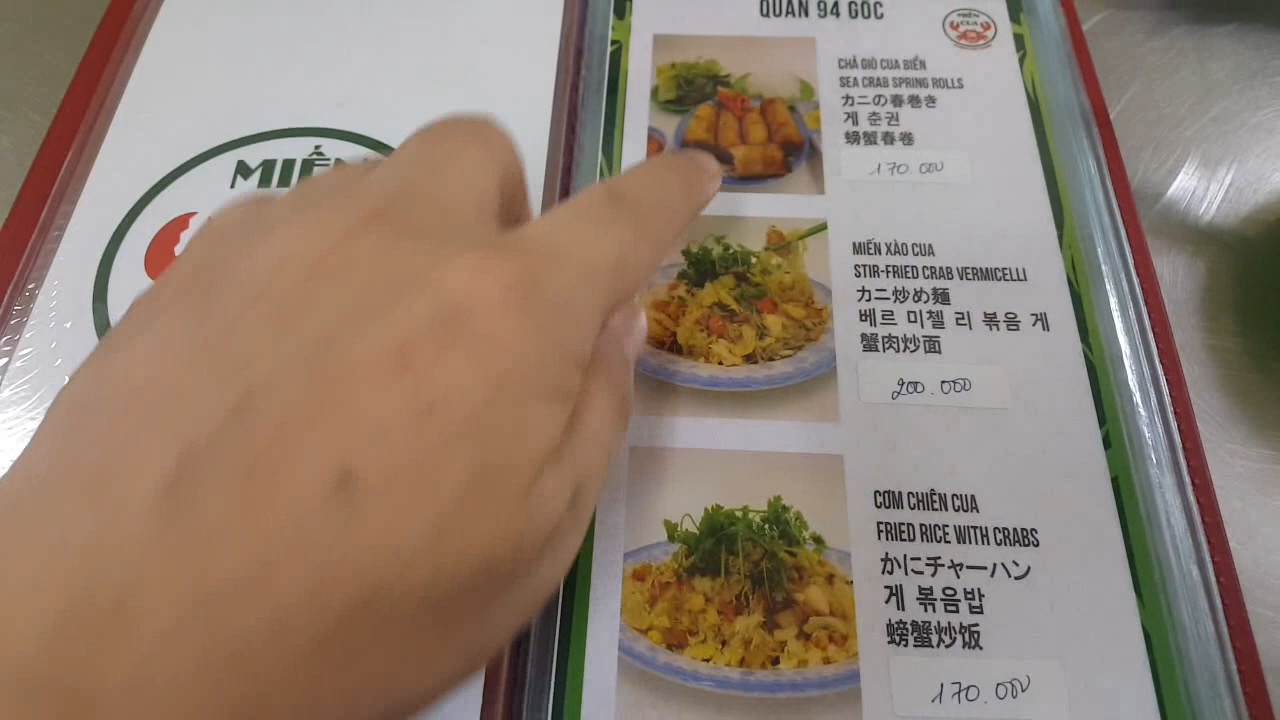 MIẾN
QUÁN 94 GỐC
MIẾN
CUA
CHẢ GIÒ CUA BIỂN
SEA CRAB SPRING ROLLS
カニの春巻き
게 춘권
螃蟹春卷
170.000
MIẾN XÀO CUA
STIR-FRIED CRAB VERMICELLI
カニ炒め麺
베르 미첼 리 볶음 게
蟹肉炒面
200.000
CƠM CHIÊN CUA
FRIED RICE WITH CRABS
かにチャーハン
게 볶음밥
螃蟹炒饭
170.000